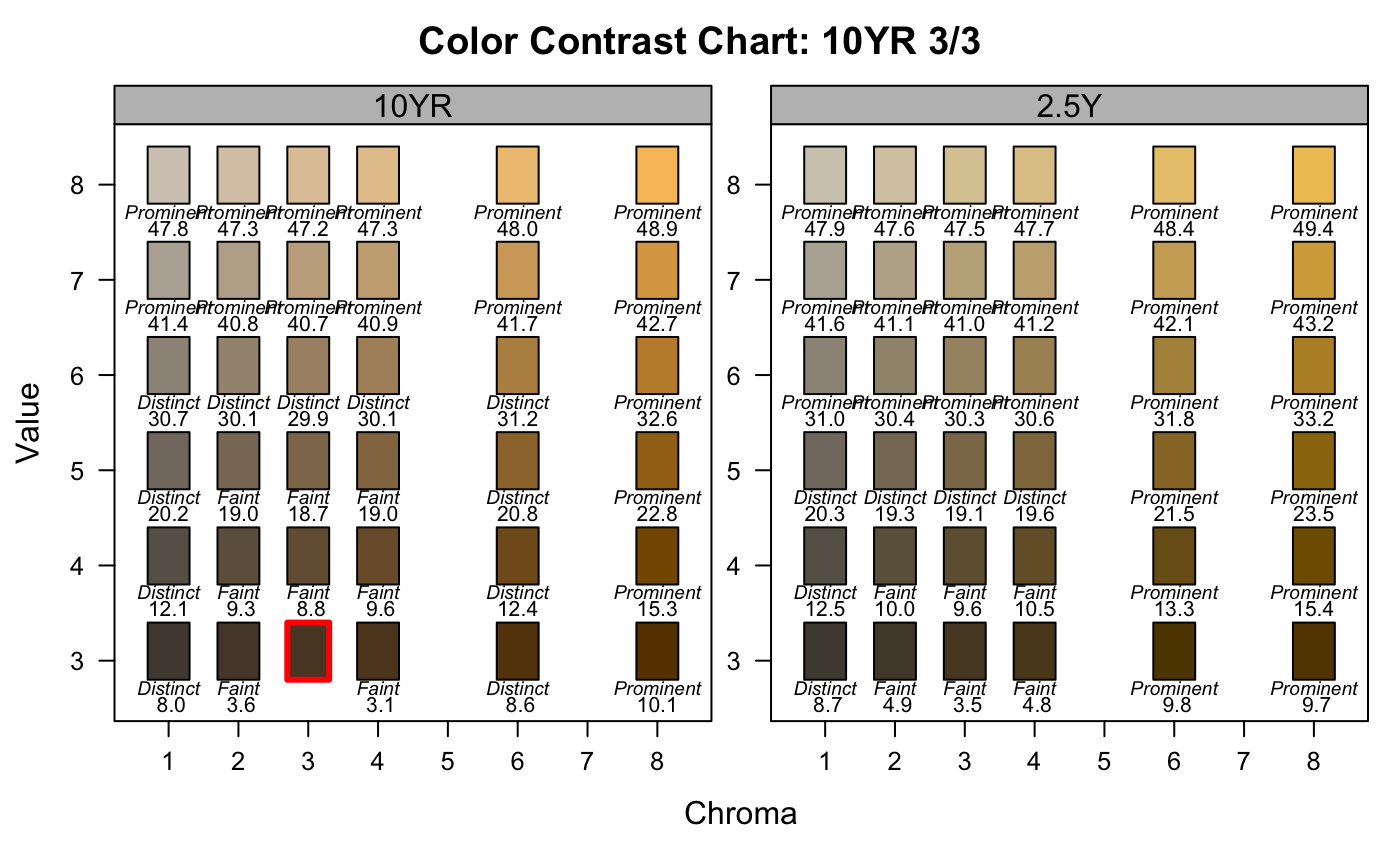 Color Contrast Chart: 10YR 3/3
10YR 2.5Y
8
Prominent Prominent Prominent Prominent Prominent Prominent Prominent Prominent Prominent Prominent Prominent Prominent
47.8 47.3 47.2 47.3 48.0 48.9 47.9 47.6 47.5 47.7 48.4 49.4
7 7
Prominent Prominent Prominent Prominent Prominent Prominent Prominent Prominent Prominent Prominent Prominent Prominent
41.4 40.8 40.7 40.9 41.7 42.7 41.6 41.1 41.0 41.2 42.1 43.2
6 6
Distinct Distinct Distinct Distinct Distinct Prominent Prominent Prominent Prominent Prominent Prominent Prominent
30.7 30.1 29.9 30.1 31.2 32.6 31.0 30.4 30.3 30.6 31.8 33.2
Value
5 5
Distinct Faint Faint Faint Distinct Prominent Distinct Distinct Distinct Distinct Prominent Prominent
20.2 19.0 18.7 19.0 20.8 22.8 20.3 19.3 19.1 19.6 21.5 23.5
4 4
Distinct Faint Faint Faint Distinct Prominent Distinct Faint Faint Faint Prominent Prominent
12.1 9.3 8.8 9.6 12.4 15.3 12.5 10.0 9.6 10.5 13.3 15.4
3 3
Distinct Faint Faint Distinct Prominent Distinct Faint Faint Faint Prominent Prominent
8.0 3.6 3.1 8.6 10.1 8.7 4.9 3.5 4.8 9.8 9.7
1 2 3 4 5 6 7 8 1 2 3 4 5 6 7 8
Chroma